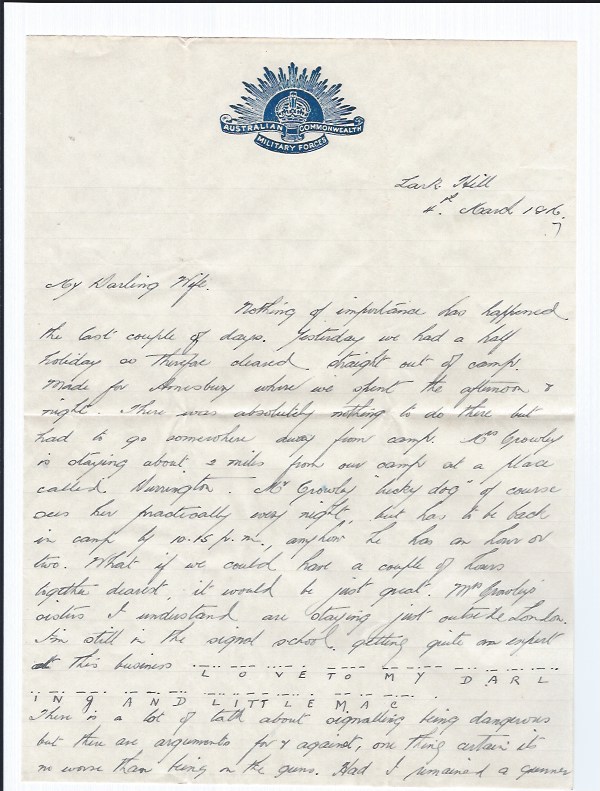 AUSTRALIAN COMMONWEALTH
MILITARY FORCES
Lark Hill
4th March 1916.
7
My Darling Wife.
Nothing of importance has happened
the last couple of days. Yesterday we had a half
holiday so therefore cleared straight out of camp.
Made for Amesbury where we spent the afternoon &
night. There was absolutely nothing to do there but
had to go somewhere away from camp. Mrs Growly
is staying about 2 miles from our camp at a place
called Durrington. Mr Growly "lucky dog" of course
sees her practically every night, but has to be back
in camp by 10.15 p.m., anyhow he has an hour or
two. What if we could have a couple of hours
together dearest, it would be just great. Mrs Growly's
sisters I understand are staying just outside London.
I'm still in the signal school, getting quite an expert
at this business .-.. --- ...- . - --- -- -.-- -.. .- .-. .-..
L O V E T O M Y D A R L
.. -. --. .- -. -.. .-.. .. - - .-.. . -- .- -.-.
I N G A N D L I T T L E M A C.
There is a lot of talk about signalling being dangerous
but there are arguments for & against, one thing certain its
no worse than being on the guns. Had I remained a gunner